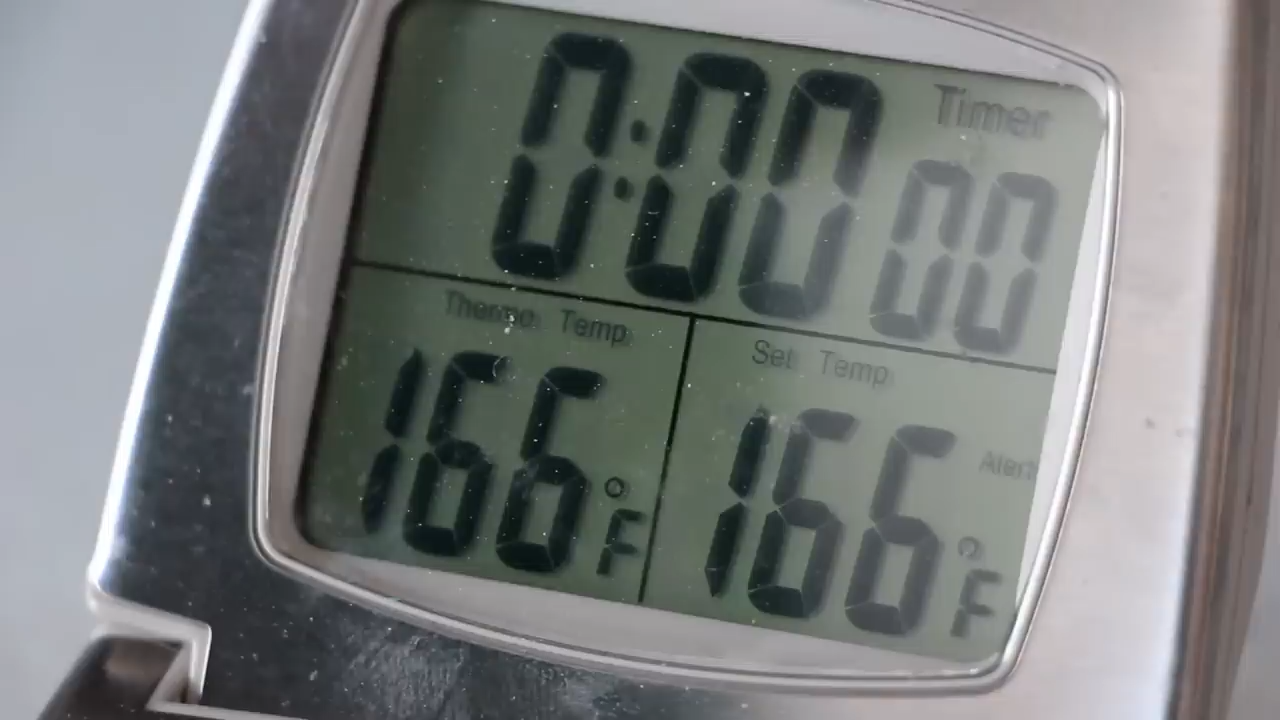 Timer
0:00 00
Thermo Temp
166°F
Set Temp
166°F
Alert